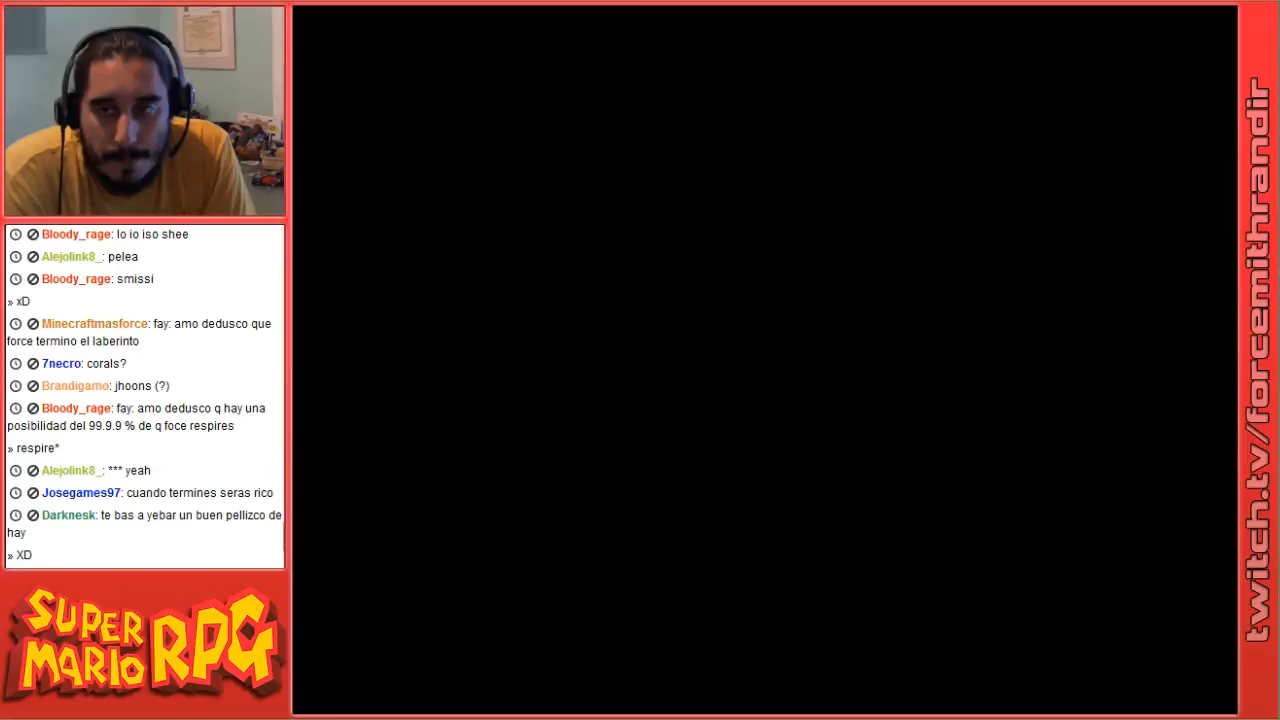 Bloody_rage: lo io iso shee
Alejolink8_: pelea
Bloody_rage: smissi
» xD
Minecraftmasforce: fay: amo dedusco que
force termino el laberinto
7necro: corals?
Brandigamo: jhoons (?)
Bloody_rage: fay: amo dedusco q hay una
posibilidad del 99.9.9 % de q foce respires
» respire*
Alejolink8_: *** yeah
Josegames97: cuando termines seras rico
Darknesk: te bas a yebar un buen pellizco de
hay
» XD
SUPER
MARIO RPG
twitch.tv/forcemithrandir